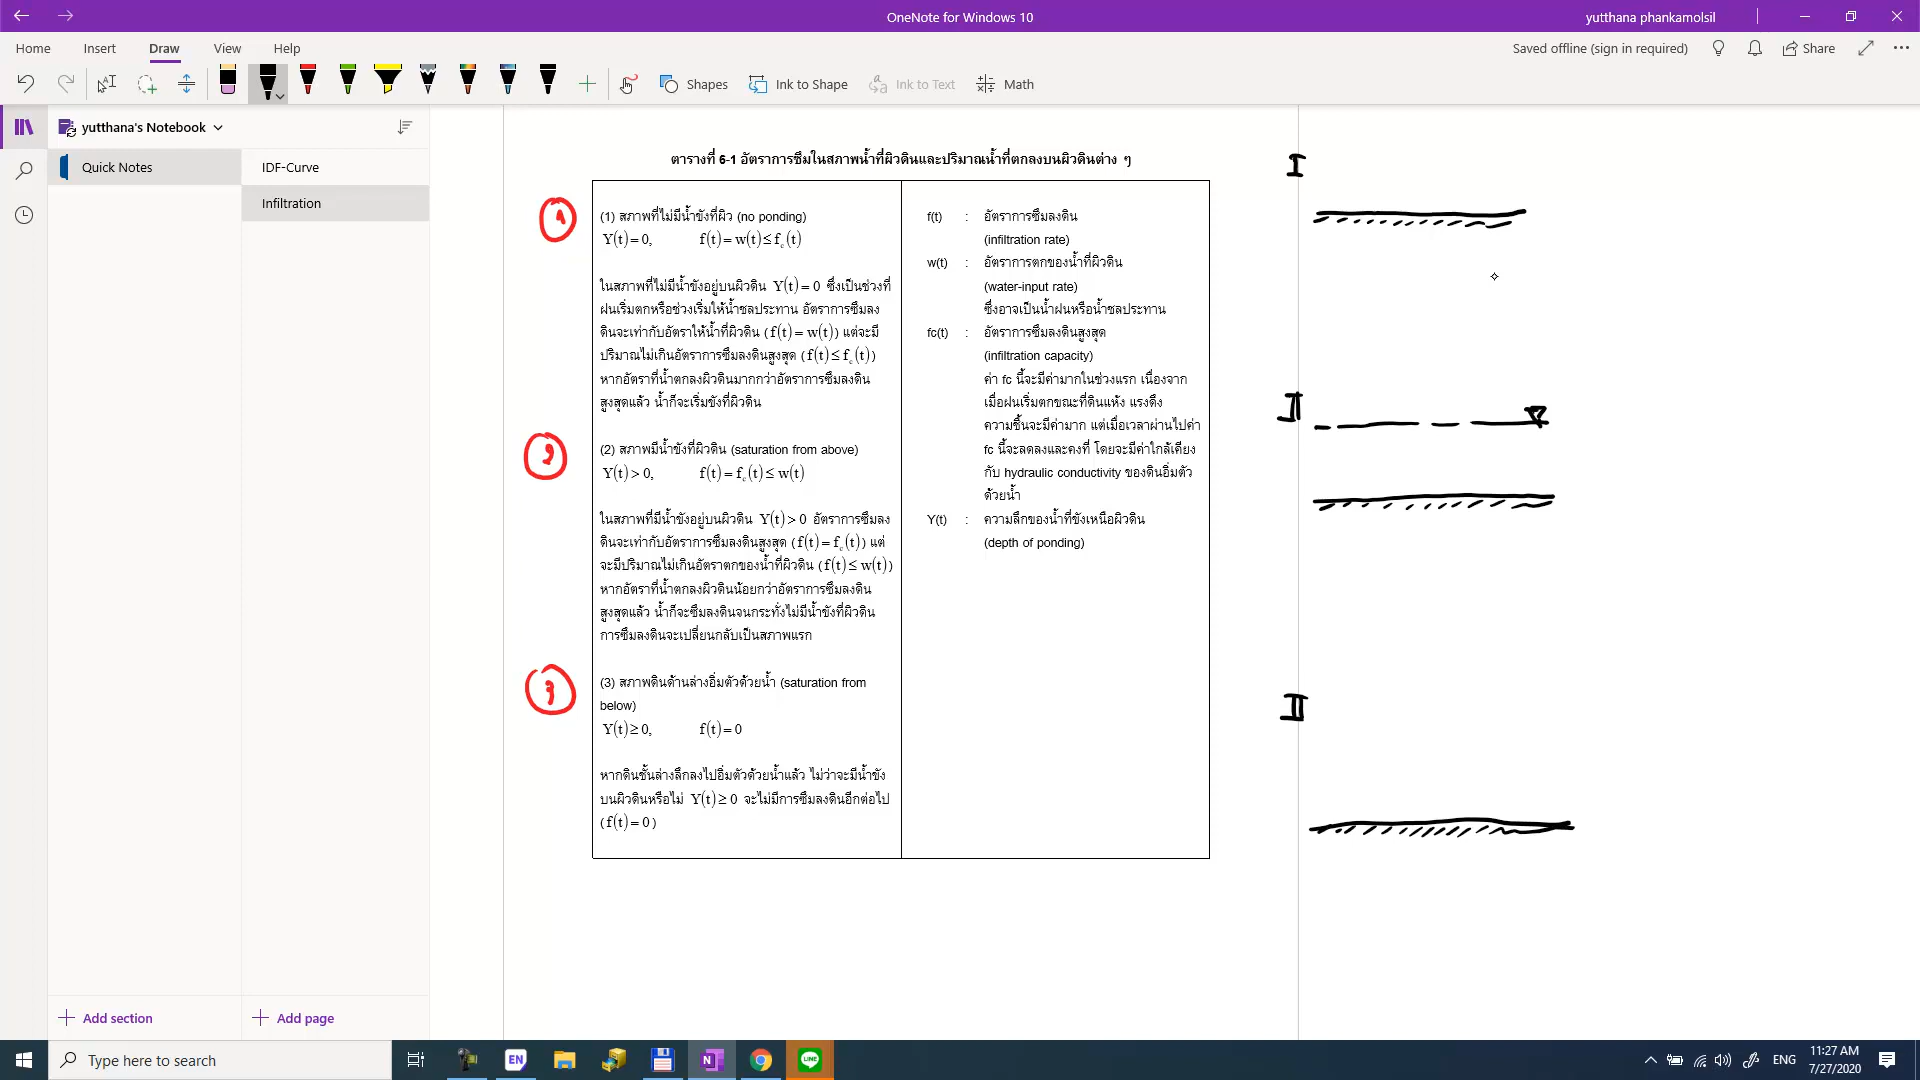 OneNote for Windows 10
yutthana phankamolsil
Home Insert Draw View Help
Saved offline (sign in required)
Share
Shapes
Ink to Shape
Ink to Text
Math
yutthana's Notebook
Quick Notes
IDF-Curve
Infiltration
ตารางที่ 6-1 อัตราการซึมในสภาพน้ำที่ผิวดินและปริมาณน้ำที่ตกลงบนผิวดินต่าง ๆ
๑
(1) สภาพที่ไม่มีน้ำขังที่ผิว (no ponding)
Y(t)=0, f(t)=w(t)≤f_c(t)
ในสภาพที่ไม่มีน้ำขังอยู่บนผิวดิน Y(t)=0 ซึ่งเป็นช่วงที่
ฝนเริ่มตกหรือช่วงเริ่มให้น้ำชลประทาน อัตราการซึมลง
ดินจะเท่ากับอัตราให้น้ำที่ผิวดิน (f(t)=w(t)) แต่จะมี
ปริมาณไม่เกินอัตราการซึมลงดินสูงสุด (f(t)≤f_c(t))
หากอัตราที่น้ำตกลงผิวดินมากกว่าอัตราการซึมลงดิน
สูงสุดแล้ว น้ำก็จะเริ่มขังที่ผิวดิน
๒
(2) สภาพมีน้ำขังที่ผิวดิน (saturation from above)
Y(t)>0, f(t)=f_c(t)≤w(t)
ในสภาพที่มีน้ำขังอยู่บนผิวดิน Y(t)>0 อัตราการซึมลง
ดินจะเท่ากับอัตราการซึมลงดินสูงสุด (f(t)=f_c(t)) แต่
จะมีปริมาณไม่เกินอัตราตกของน้ำที่ผิวดิน (f(t)≤w(t))
หากอัตราที่น้ำตกลงผิวดินน้อยกว่าอัตราการซึมลงดิน
สูงสุดแล้ว น้ำก็จะซึมลงดินจนกระทั่งไม่มีน้ำขังที่ผิวดิน
การซึมลงดินจะเปลี่ยนกลับเป็นสภาพแรก
๓
(3) สภาพดินด้านล่างอิ่มตัวด้วยน้ำ (saturation from
below)
Y(t)≥0, f(t)=0
หากดินชั้นล่างลึกลงไปอิ่มตัวด้วยน้ำแล้ว ไม่ว่าจะมีน้ำขัง
บนผิวดินหรือไม่ Y(t)≥0 จะไม่มีการซึมลงดินอีกต่อไป
(f(t)=0)
f(t) : อัตราการซึมลงดิน
(infiltration rate)
w(t) : อัตราการตกของน้ำที่ผิวดิน
(water-input rate)
ซึ่งอาจเป็นน้ำฝนหรือน้ำชลประทาน
fc(t) : อัตราการซึมลงดินสูงสุด
(infiltration capacity)
ค่า fc นี้จะมีค่ามากในช่วงแรก เนื่องจาก
เมื่อฝนเริ่มตกขณะที่ดินแห้ง แรงดึง
ความชื้นจะมีค่ามาก แต่เมื่อเวลาผ่านไปค่า
fc นี้จะลดลงและคงที่ โดยจะมีค่าใกล้เคียง
กับ hydraulic conductivity ของดินอิ่มตัว
ด้วยน้ำ
Y(t) : ความลึกของน้ำที่ขังเหนือผิวดิน
(depth of ponding)
I
II
III
Add section
Add page
Type here to search
EN
LINE
ENG
11:27 AM
7/27/2020